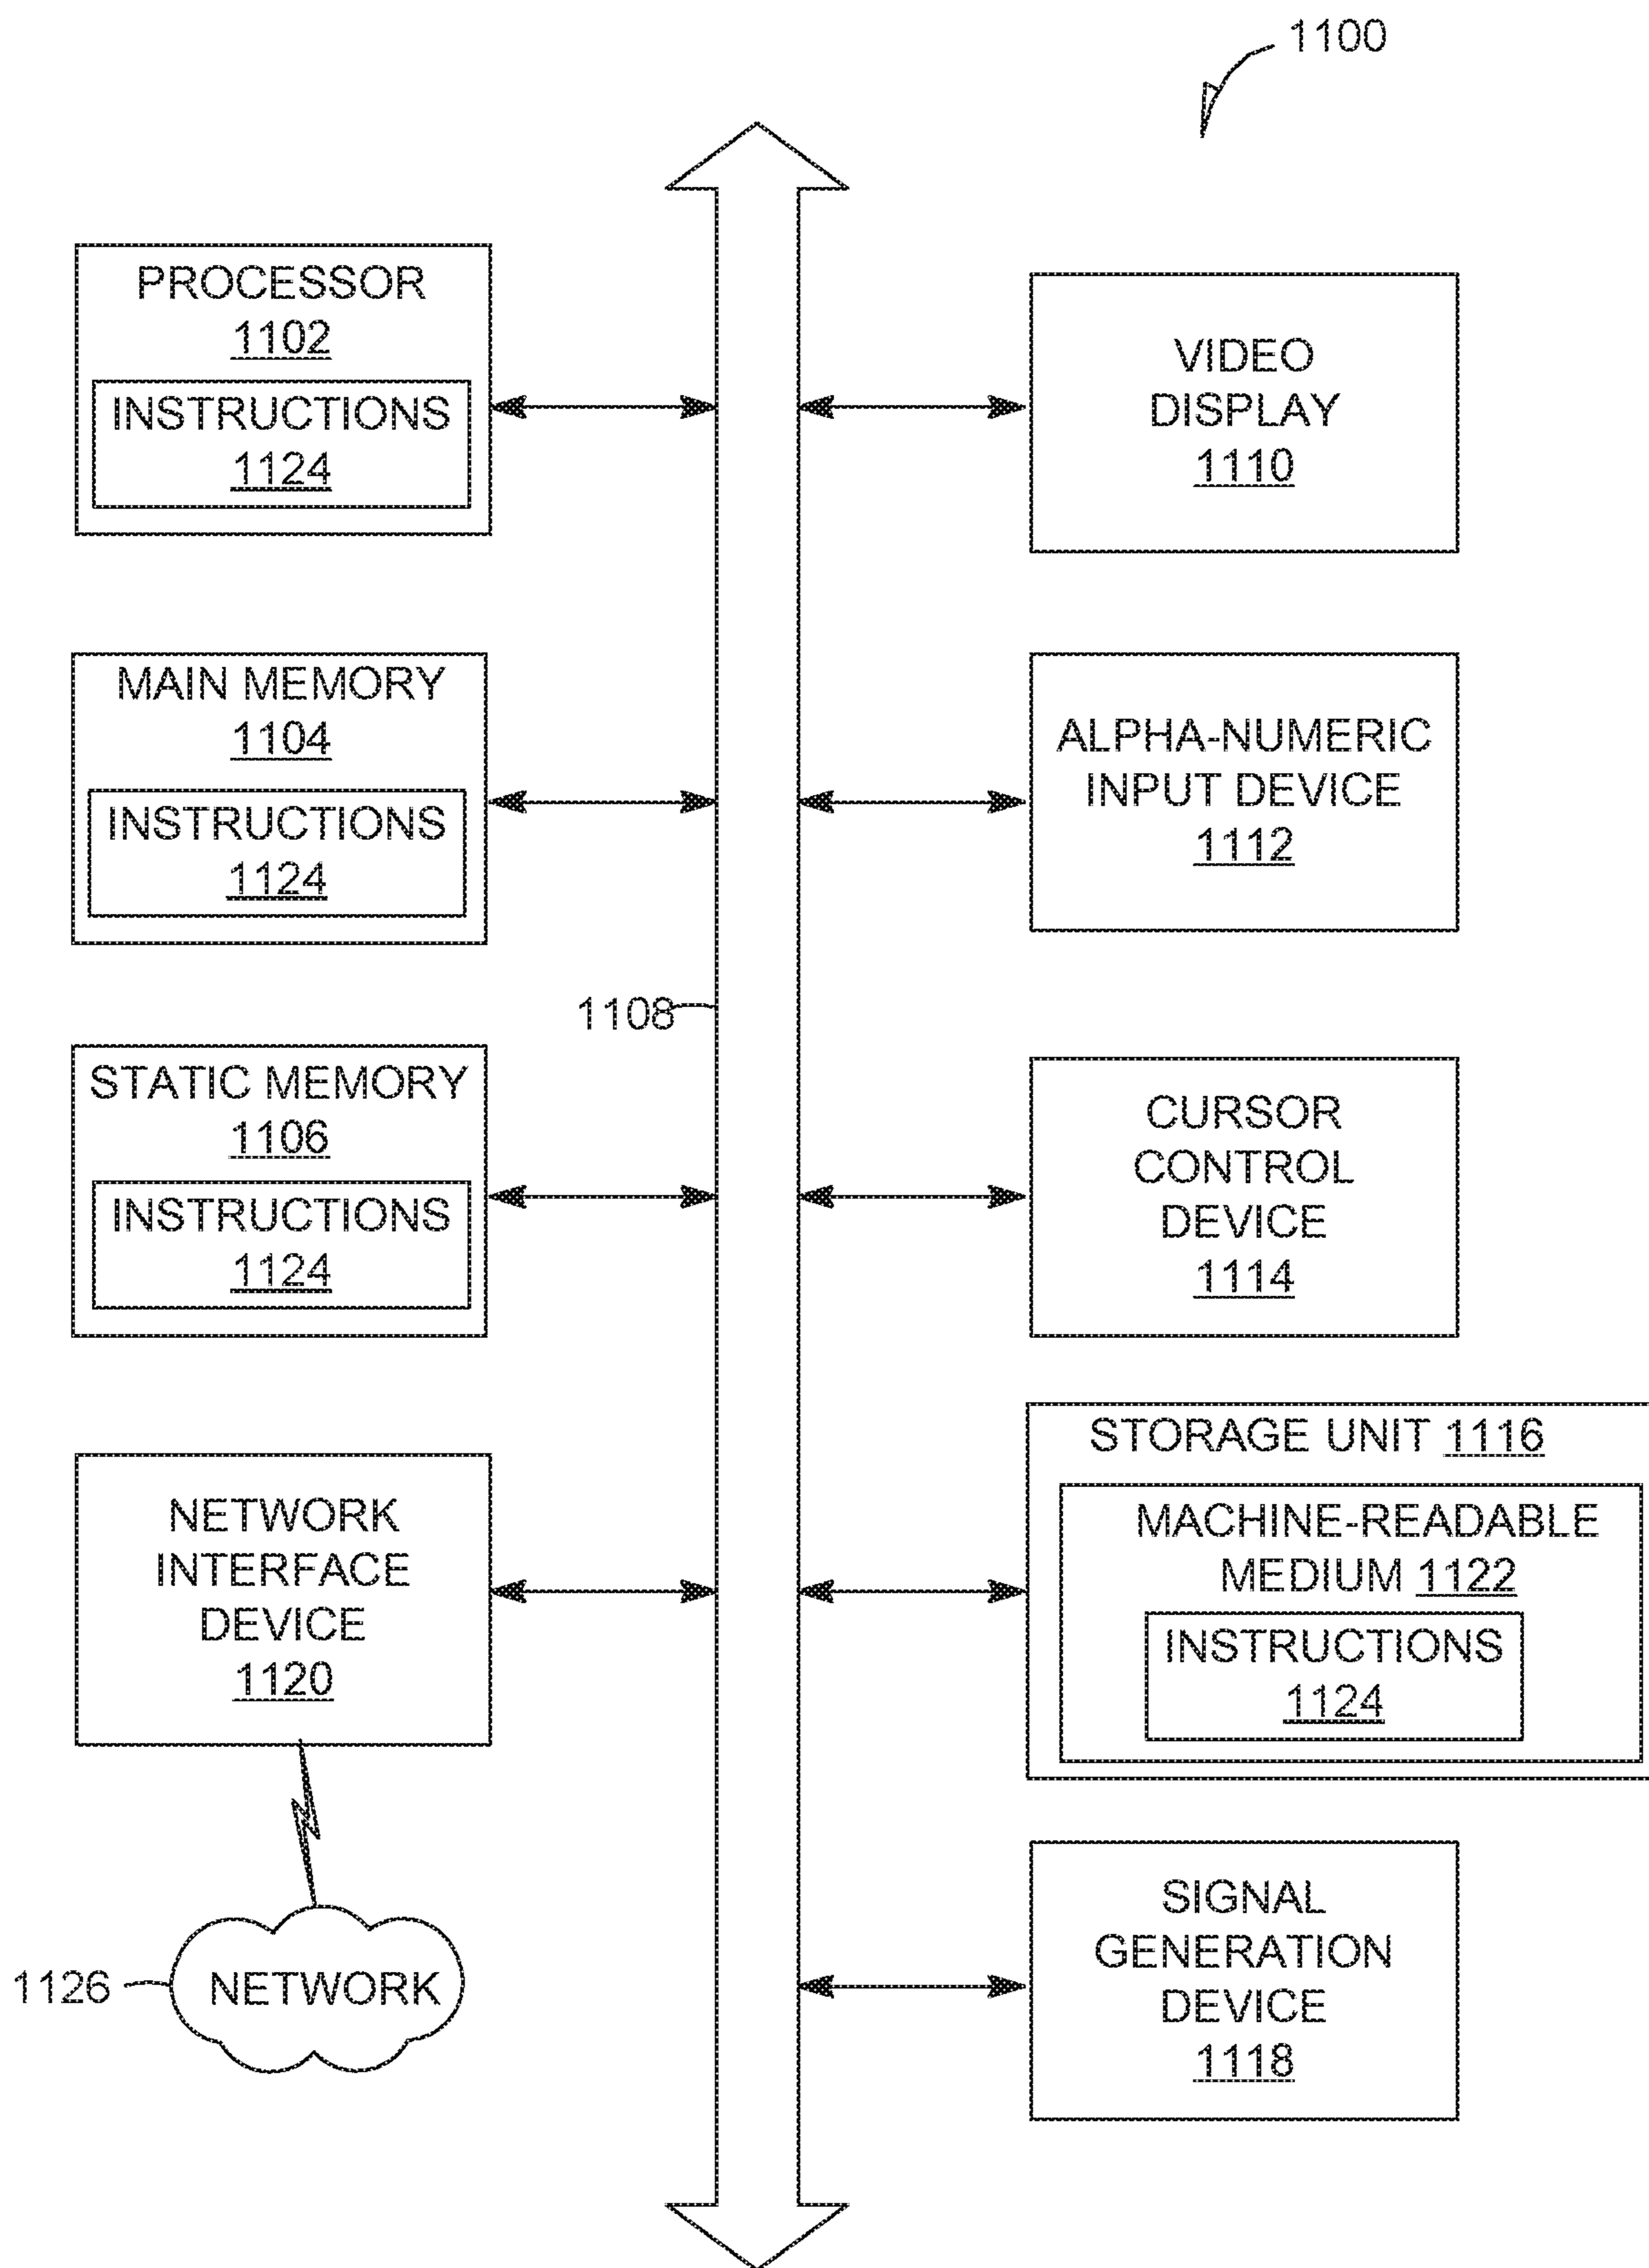 1100
PROCESSOR
1102
INSTRUCTIONS
1124
MAIN MEMORY
1104
INSTRUCTIONS
1124
1108
STATIC MEMORY
1106
INSTRUCTIONS
1124
NETWORK
INTERFACE
DEVICE
1120
1126
NETWORK
VIDEO
DISPLAY
1110
ALPHA-NUMERIC
INPUT DEVICE
1112
CURSOR
CONTROL
DEVICE
1114
STORAGE UNIT 1116
MACHINE-READABLE
MEDIUM 1122
INSTRUCTIONS
1124
SIGNAL
GENERATION
DEVICE
1118